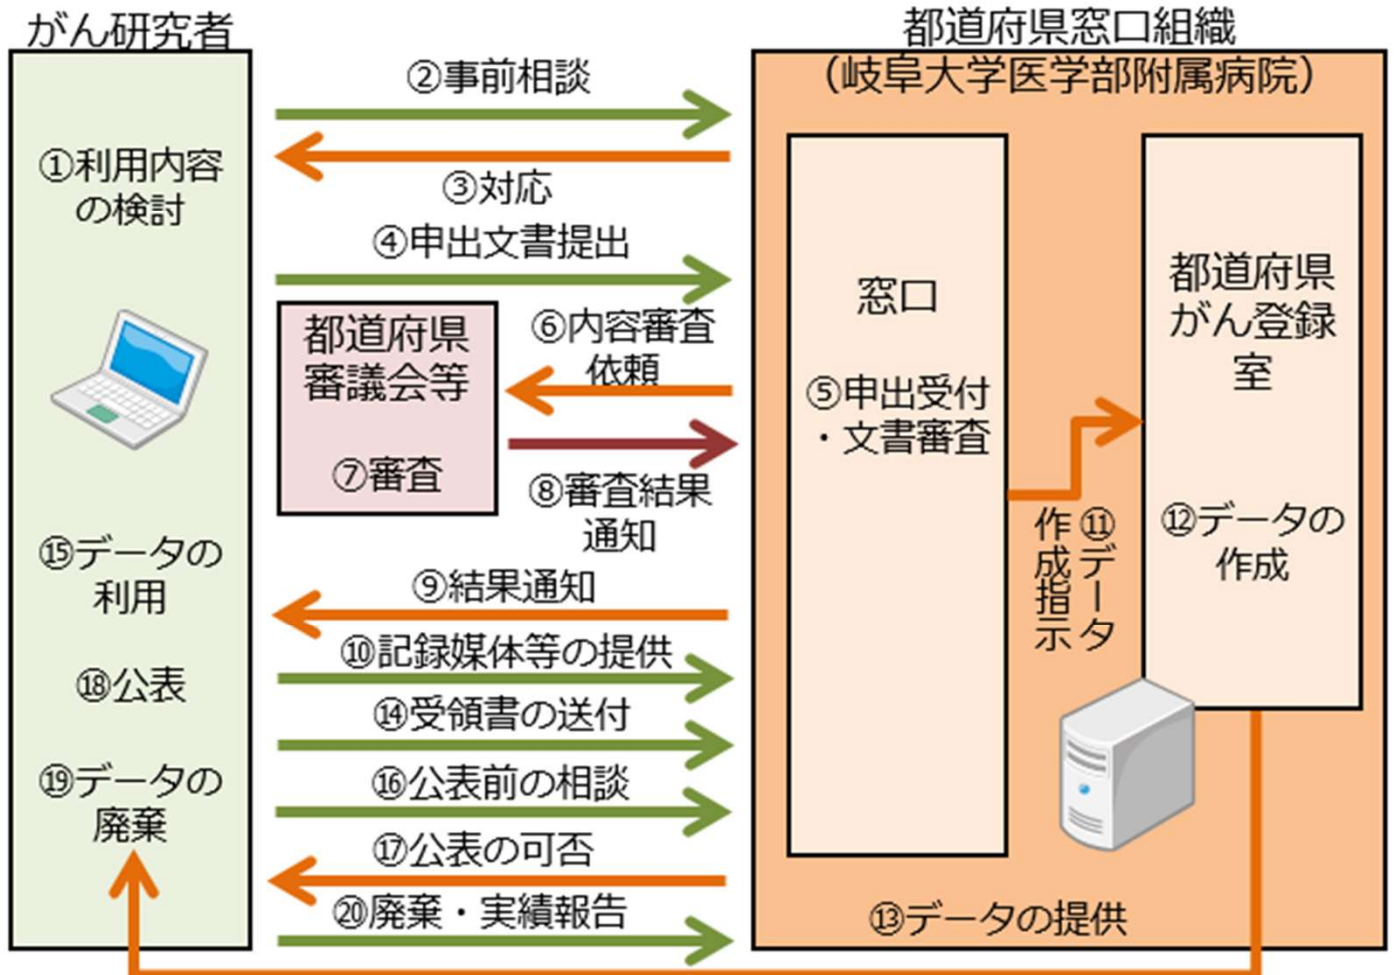 がん研究者
①利用内容
の検討
⑮データの
利用
⑱公表
⑲データの
廃棄
②事前相談
③対応
④申出文書提出
都道府県
審議会等
⑦審査
⑥内容審査
依頼
⑧審査結果
通知
⑨結果通知
⑩記録媒体等の提供
⑭受領書の送付
⑯公表前の相談
⑰公表の可否
⑳廃棄・実績報告
都道府県窓口組織
（岐阜大学医学部附属病院）
窓口
⑤申出受付
・文書審査
⑪データ
作成指示
都道府県
がん登録
室
⑫データの
作成
⑬データの提供